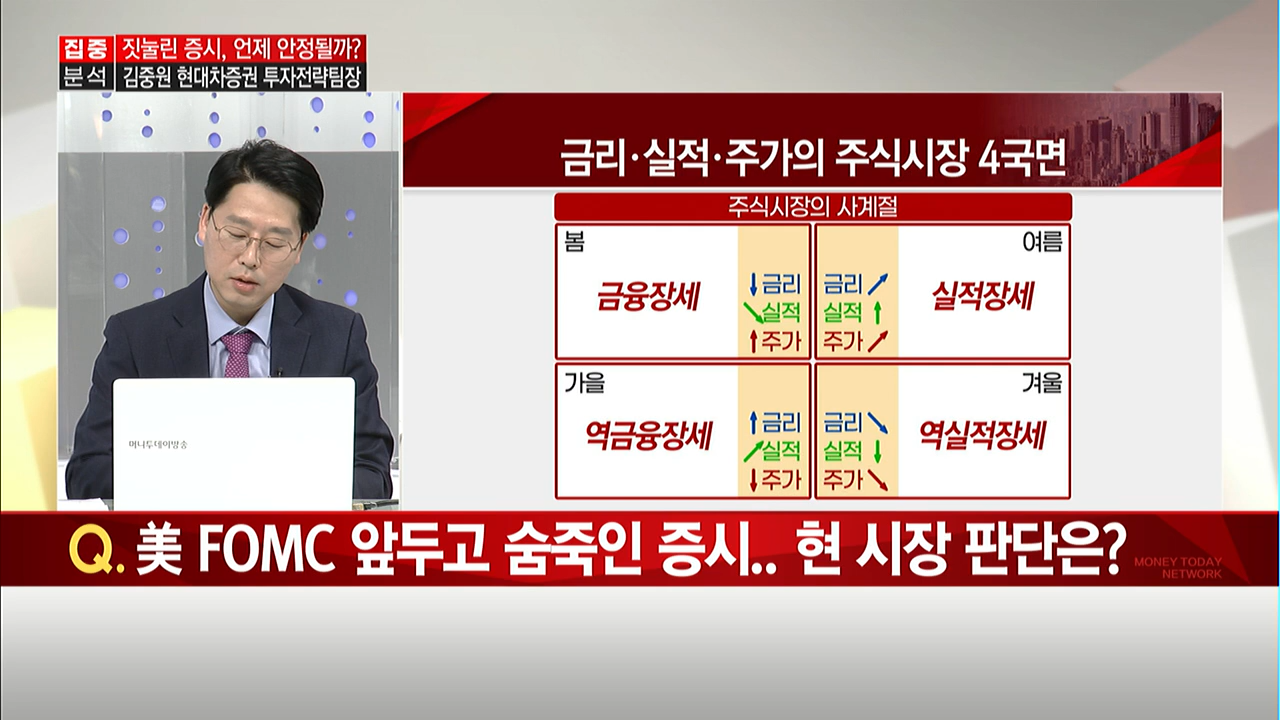 집중 짓눌린 증시, 언제 안정될까?
분석 김중원 현대차증권 투자전략팀장
금리·실적·주가의 주식시장 4국면
주식시장의 사계절
봄
금융장세
↓금리
↘실적
↑주가
여름
금리↗
실적↑
주가↗
실적장세
가을
역금융장세
↑금리
↗실적
↓주가
겨울
금리↘
실적↓
주가↘
역실적장세
머니투데이방송
Q. 美 FOMC 앞두고 숨죽인 증시.. 현 시장 판단은?
MONEY TODAY
NETWORK